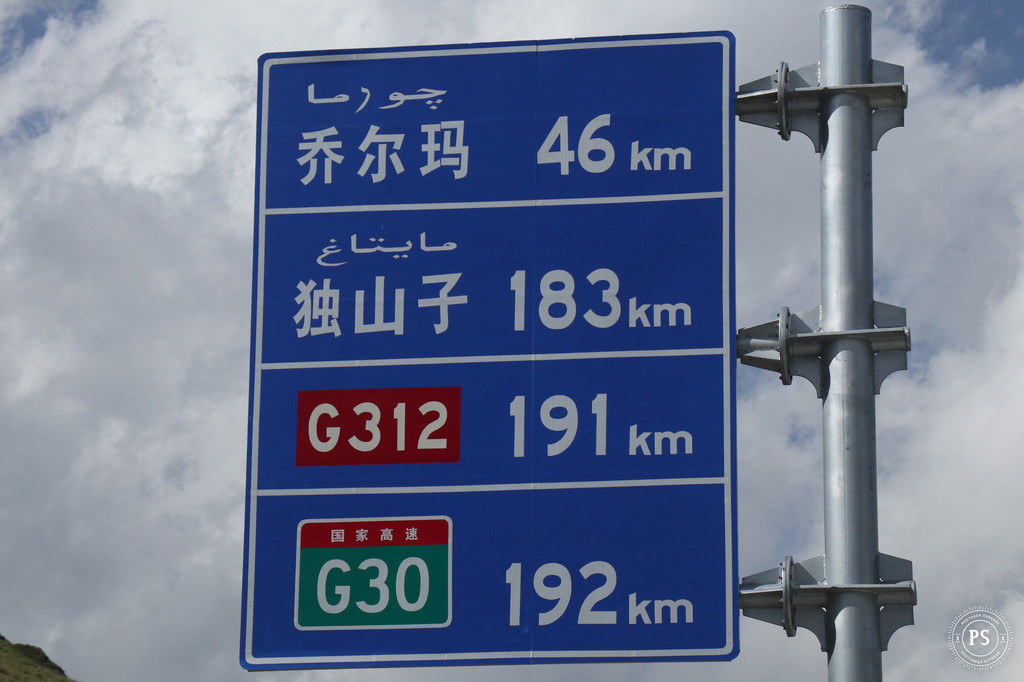 چورما
乔尔玛 46 km
مايتاغ
独山子 183 km
G312 191 km
国家高速
G30 192 km
PS